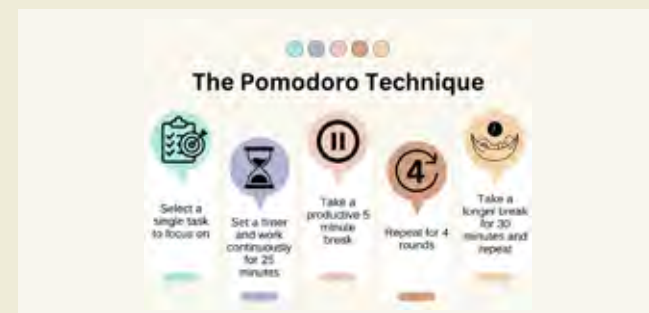 The Pomodoro Technique
Select a
single task
to focus on
Set a timer
and work
continuously
for 25
minutes
Take a
productive 5
minute
break
4
Repeat for 4
rounds
Take a
longer break
for 30
minutes and
repeat